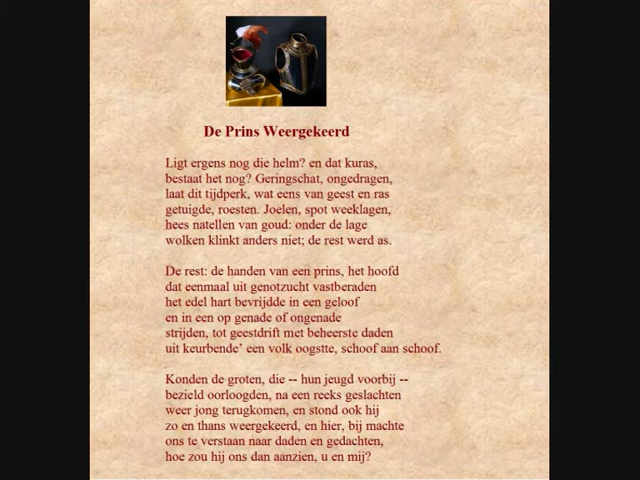 De Prins Weergekeerd
Ligt ergens nog die helm? en dat kuras,
bestaat het nog? Geringschat, ongedragen,
laat dit tijdperk, wat eens van geest en ras
getuigde, roesten. Joelen, spot weeklagen,
hees natellen van goud: onder de lage
wolken klinkt anders niet; de rest werd as.
De rest: de handen van een prins, het hoofd
dat eenmaal uit genotzucht vastberaden
het edel hart bevrijdde in een geloof
en in een op genade of ongenade
strijden, tot geestdrift met beheerste daden
uit keurbende' een volk oogstte, schoof aan schoof.
Konden de groten, die -- hun jeugd voorbij --
bezield oorloogden, na een reeks geslachten
weer jong terugkomen, en stond ook hij
zo en thans weergekeerd, en hier, bij machte
ons te verstaan naar daden en gedachten,
hoe zou hij ons dan aanzien, u en mij?